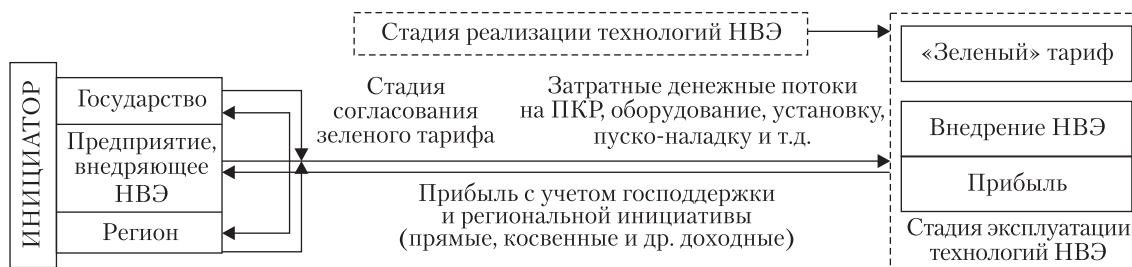 Стадия реализации технологий НВЭ
ИНИЦИАТОР
Государство
Предприятие,
внедряющее
НВЭ
Регион
Стадия
согласования
зеленого тарифа
Затратные денежные потоки
на ПКР, оборудование, установку,
пуско-наладку и т.д.
Прибыль с учетом господдержки
и региональной инициативы
(прямые, косвенные и др. доходные)
«Зеленый» тариф
Внедрение НВЭ
Прибыль
Стадия эксплуатации
технологий НВЭ